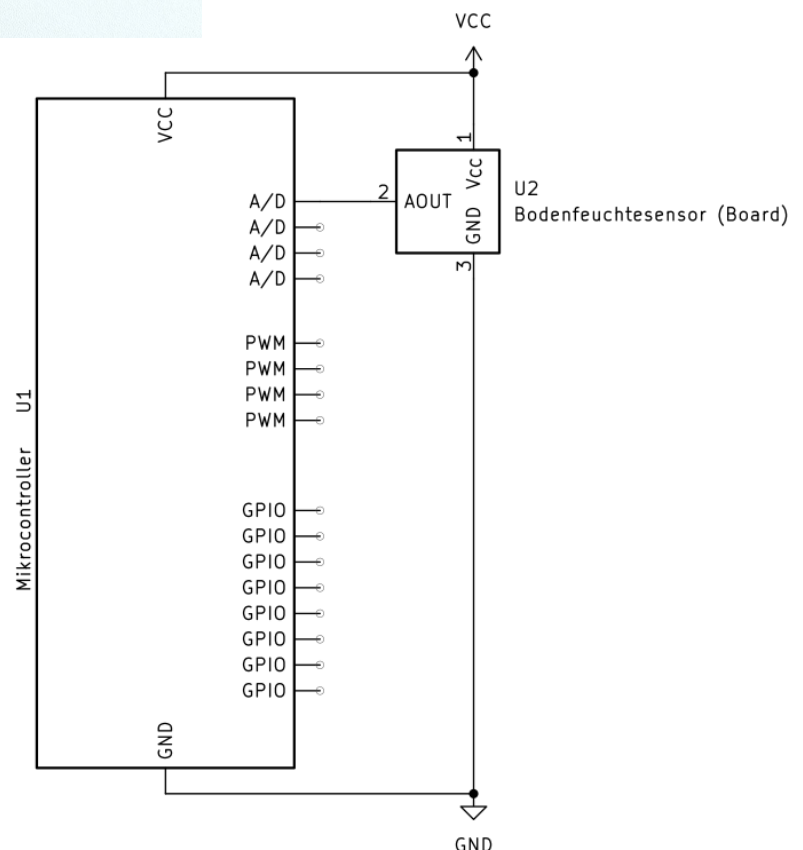 VCC
VCC
1
Vcc
2
AOUT
GND
3
U2
Bodenfeuchtesensor (Board)
A/D
A/D
A/D
A/D
PWM
PWM
PWM
PWM
U1
Mikrocontroller
GPIO
GPIO
GPIO
GPIO
GPIO
GPIO
GPIO
GPIO
GND
GND